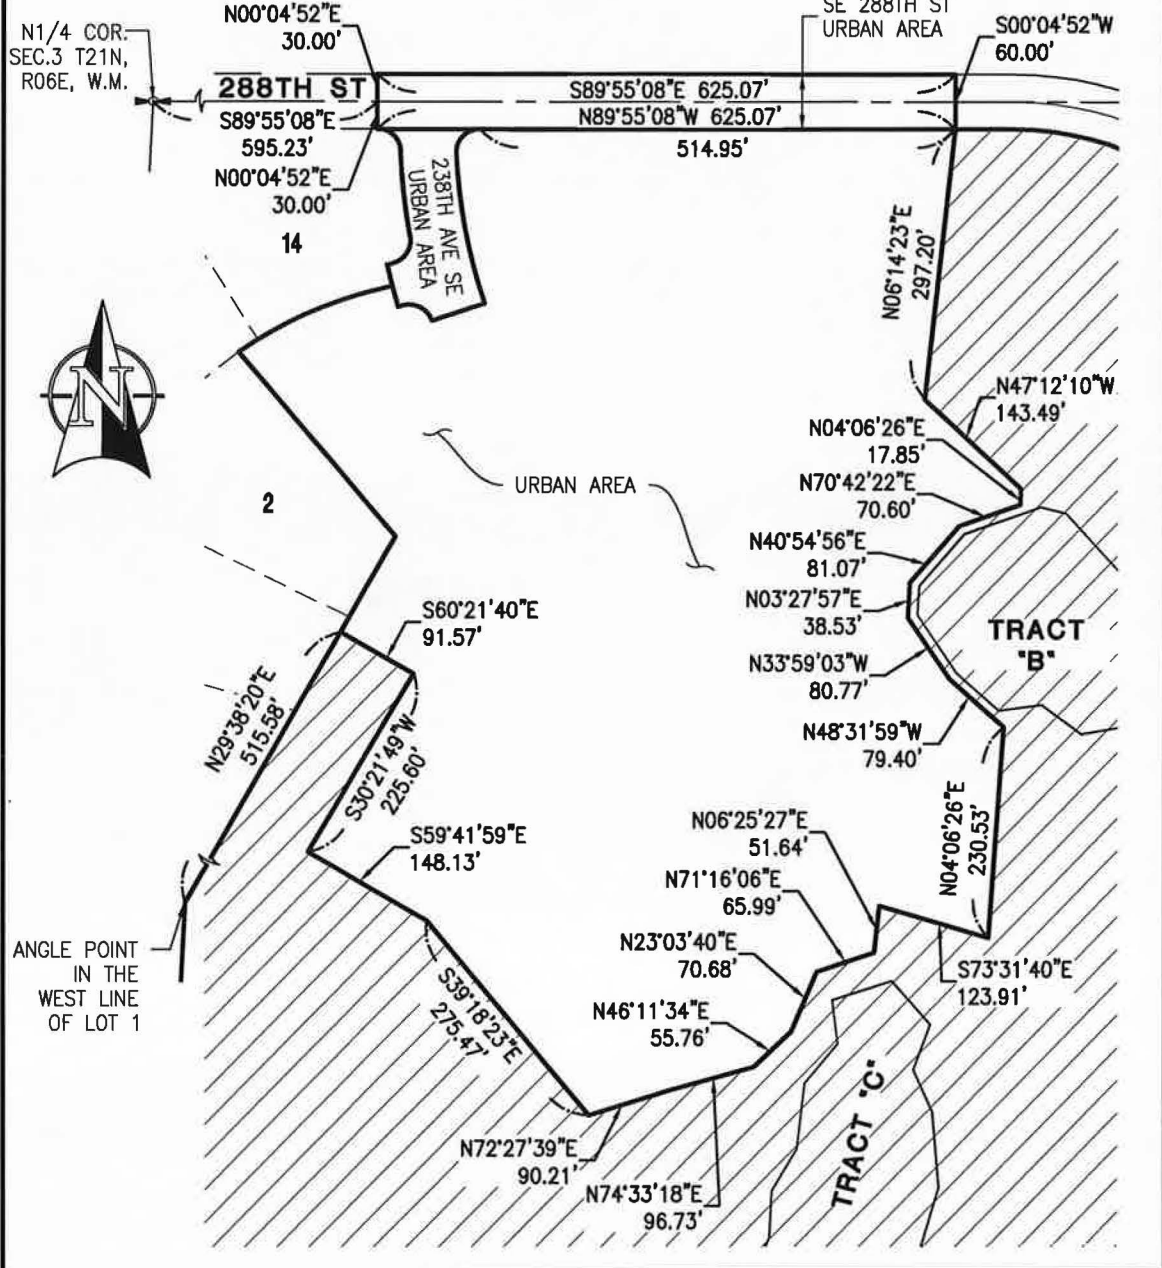 SE 288TH ST
URBAN AREA
N00°04'52"E
30.00'
S00°04'52"W
60.00'
N1/4 COR.
SEC.3 T21N,
R06E, W.M.
288TH ST
S89°55'08"E 625.07'
N89°55'08"W 625.07'
S89°55'08"E
595.23'
514.95'
N00°04'52"E
30.00'
238TH AVE SE
URBAN AREA
14
N06°14'23"E
297.20'
N
N47°12'10"W
143.49'
N04°06'26"E
17.85'
N70°42'22"E
70.60'
URBAN AREA
2
N40°54'56"E
81.07'
N03°27'57"E
38.53'
S60°21'40"E
91.57'
TRACT
"B"
N33°59'03"W
80.77'
N29°38'20"E
515.58'
N48°31'59"W
79.40'
S30°21'49"W
225.60'
N04°06'26"E
230.53'
N06°25'27"E
51.64'
S59°41'59"E
148.13'
N71°16'06"E
65.99'
ANGLE POINT
IN THE
WEST LINE
OF LOT 1
N23°03'40"E
70.68'
S73°31'40"E
123.91'
S39°18'23"E
275.47'
N46°11'34"E
55.76'
TRACT "C"
N72°27'39"E
90.21'
N74°33'18"E
96.73'